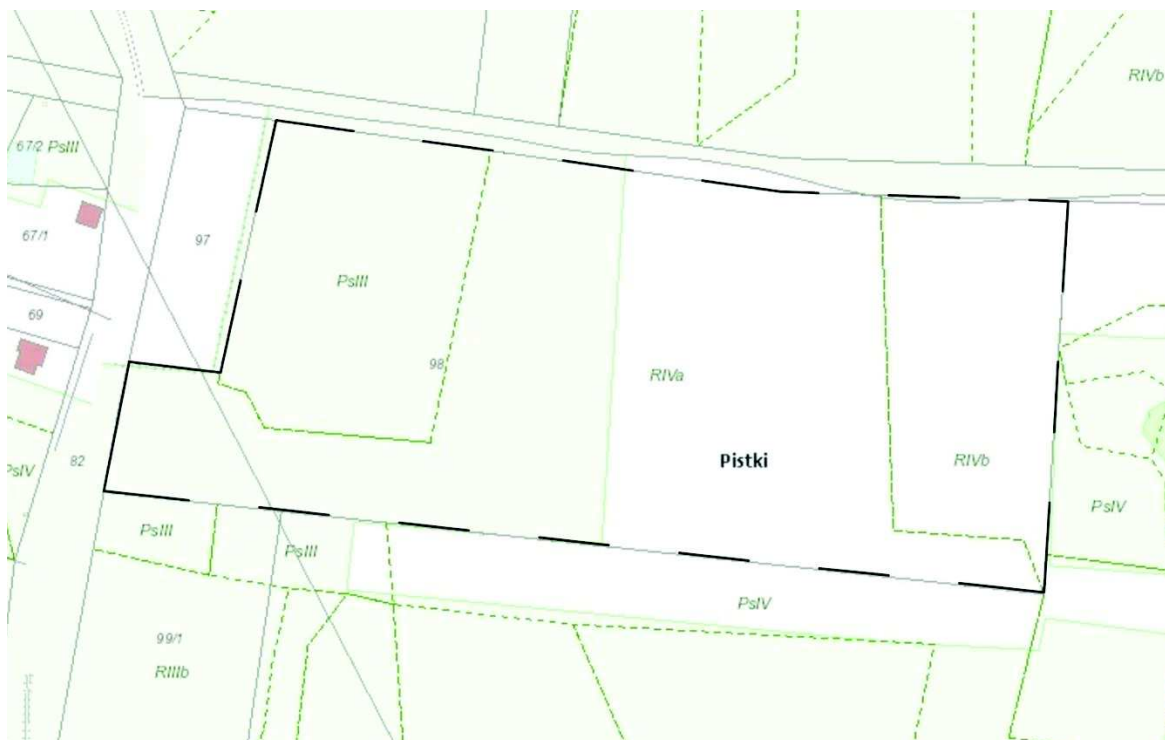 RIVb
67/2 PsIII
67/1
97
PsIII
69
98
RIVa
82
Pistki
RIVb
PsIV
PsIV
PsIII
PsIII
PsIV
99/1
RIIIb